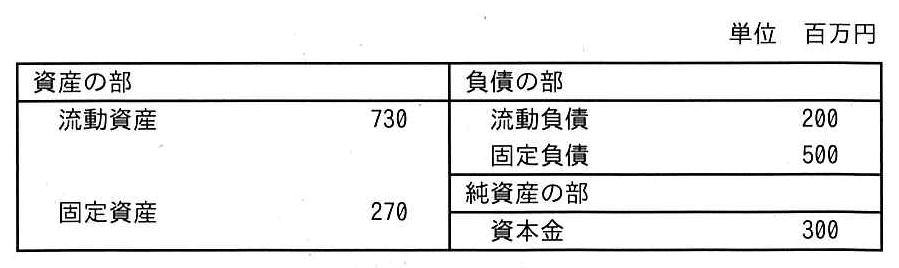 単位 百万円
資産の部
流動資産 730
固定資産 270
負債の部
流動負債 200
固定負債 500
純資産の部
資本金 300